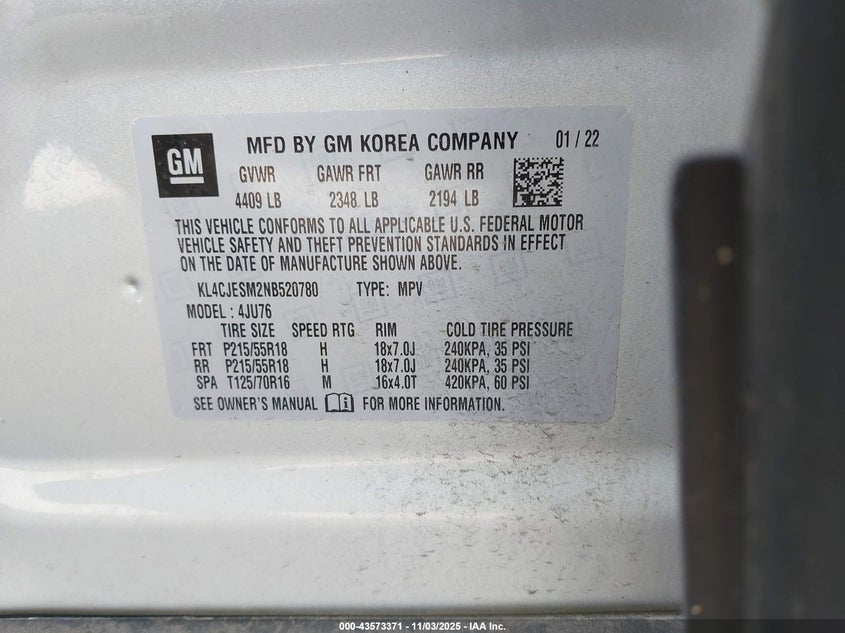 GM
MFD BY GM KOREA COMPANY 01 / 22
GVWR GAWR FRT GAWR RR
4409 LB 2348 LB 2194 LB
THIS VEHICLE CONFORMS TO ALL APPLICABLE U.S. FEDERAL MOTOR
VEHICLE SAFETY AND THEFT PREVENTION STANDARDS IN EFFECT
ON THE DATE OF MANUFACTURE SHOWN ABOVE.
KL4CJESM2NB520780 TYPE: MPV
MODEL : 4JU76
TIRE SIZE SPEED RTG RIM COLD TIRE PRESSURE
FRT P215/55R18 H 18x7.0J 240KPA, 35 PSI
RR P215/55R18 H 18x7.0J 240KPA, 35 PSI
SPA T125/70R16 M 16x4.0T 420KPA, 60 PSI
SEE OWNER'S MANUAL i FOR MORE INFORMATION.
000-43573371 - 11/03/2025 - IAA Inc.